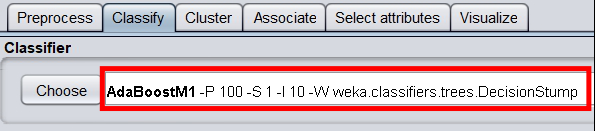 Preprocess Classify Cluster Associate Select attributes Visualize
Classifier
Choose AdaBoostM1 -P 100 -S 1 -I 10 -W weka.classifiers.trees.DecisionStump